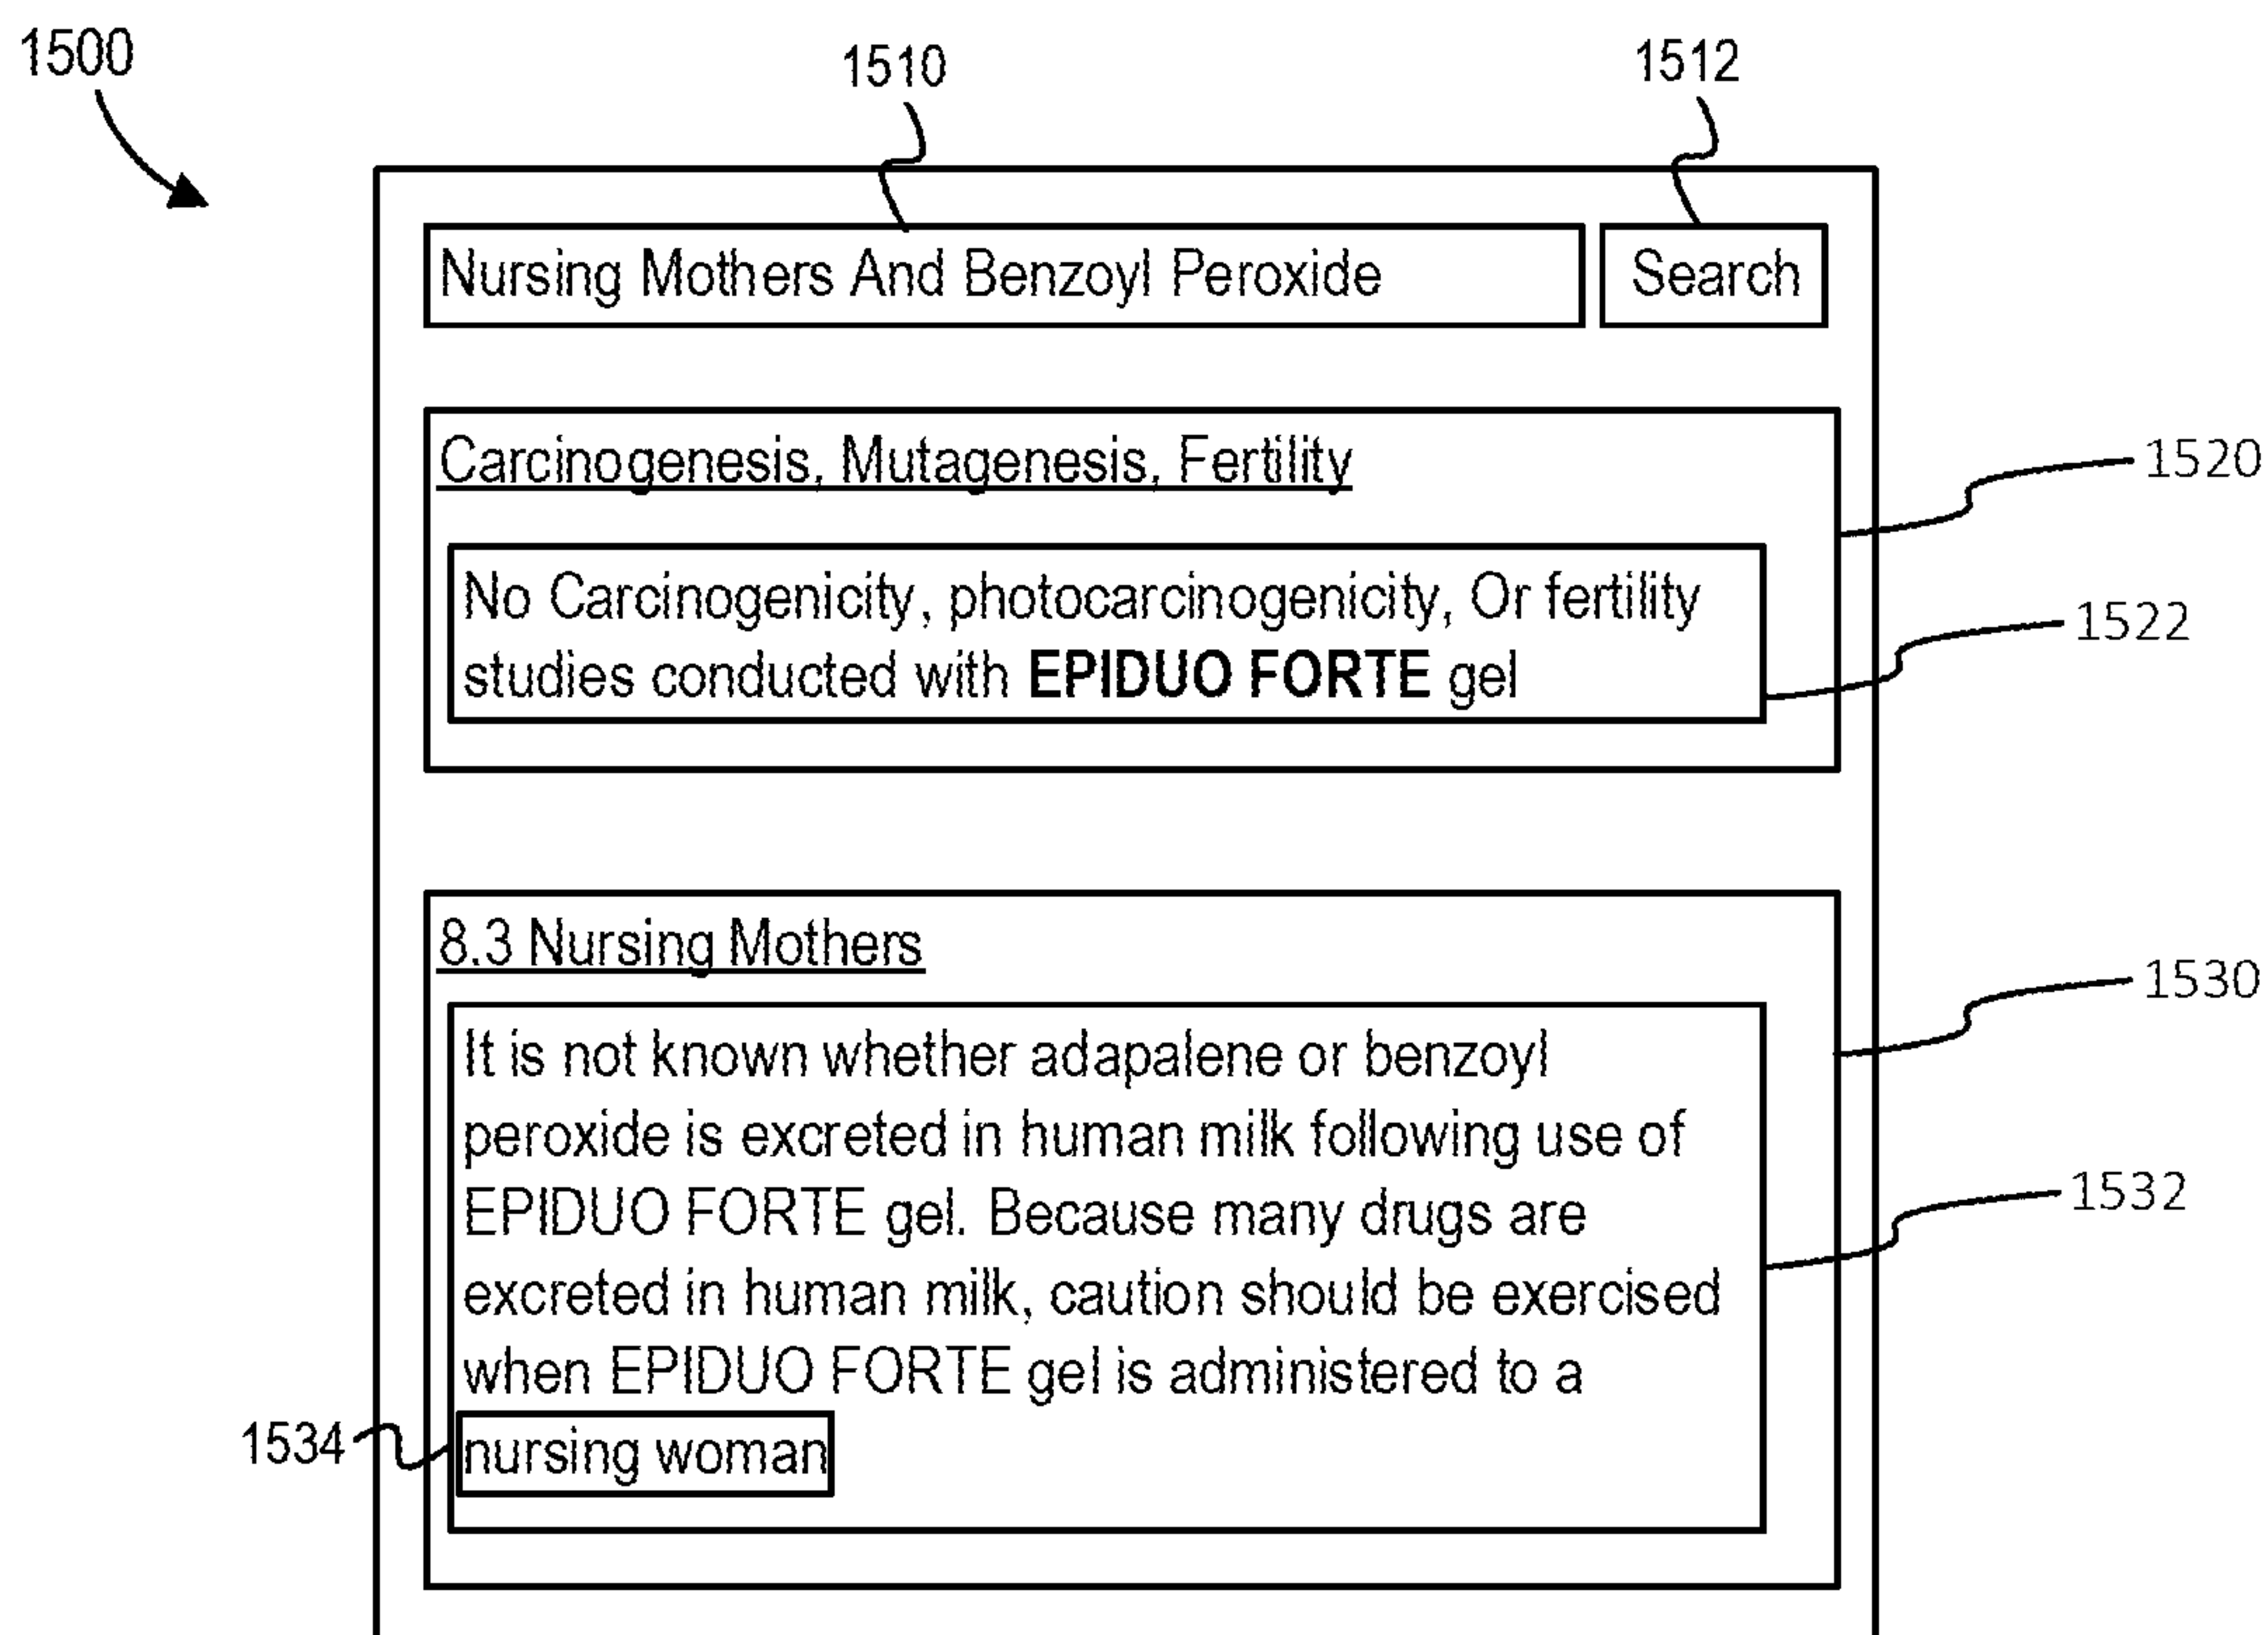 1500
1510
1512
Nursing Mothers And Benzoyl Peroxide
Search
Carcinogenesis, Mutagenesis, Fertility
1520
No Carcinogenicity, photocarcinogenicity, Or fertility
1522
studies conducted with EPIDUO FORTE gel
8.3 Nursing Mothers
1530
It is not known whether adapalene or benzoyl
peroxide is excreted in human milk following use of
1532
EPIDUO FORTE gel. Because many drugs are
excreted in human milk, caution should be exercised
when EPIDUO FORTE gel is administered to a
1534
nursing woman